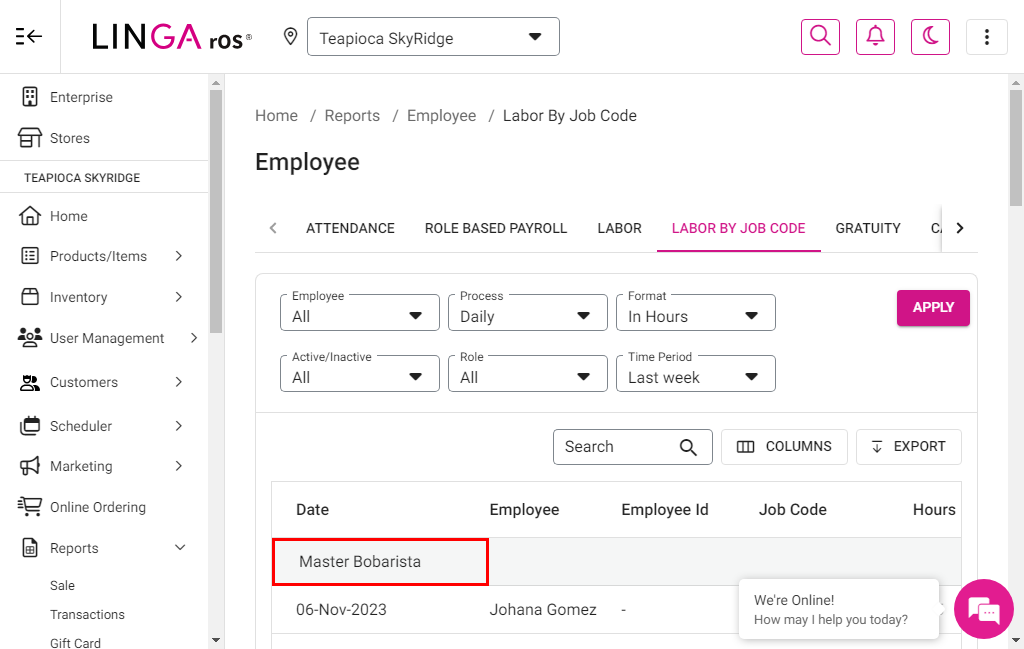 LINGA ros®
Teapioca SkyRidge
Enterprise
Stores
TEAPIOCA SKYRIDGE
Home
Products/Items
Inventory
User Management
Customers
Scheduler
Marketing
Online Ordering
Reports
Sale
Transactions
Gift Card
Home / Reports / Employee / Labor By Job Code
Employee
ATTENDANCE ROLE BASED PAYROLL LABOR LABOR BY JOB CODE GRATUITY
Employee Process Format
All Daily In Hours
APPLY
Active/Inactive Role Time Period
All All Last week
Search COLUMNS EXPORT
Date Employee Employee Id Job Code Hours
Master Bobarista
06-Nov-2023 Johana Gomez -
We're Online!
How may I help you today?